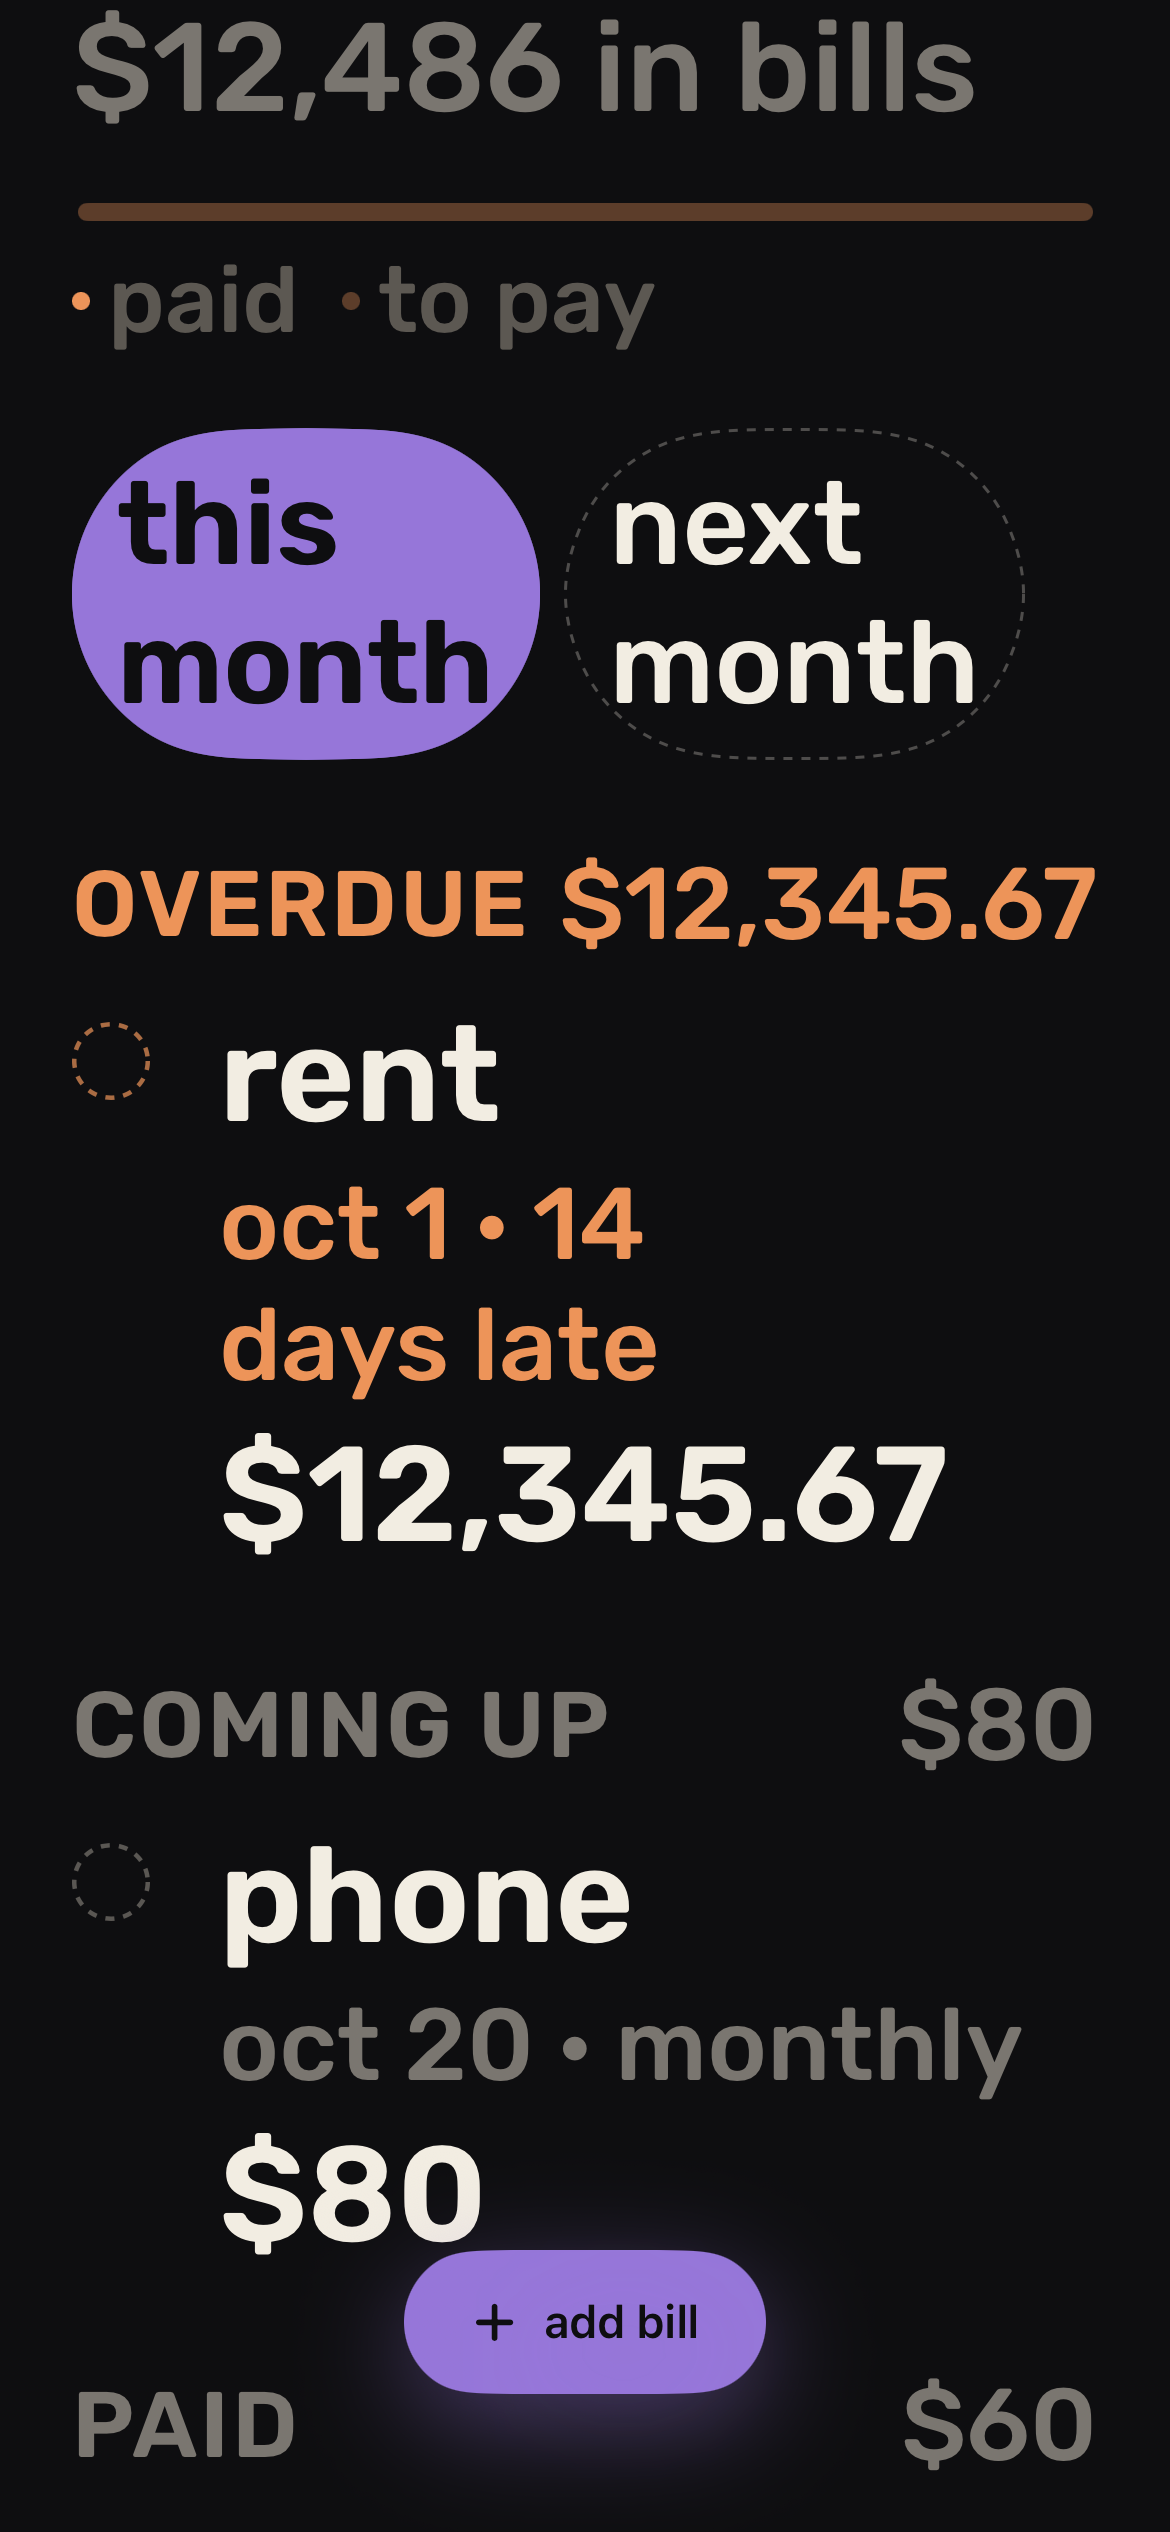 $12,486 in bills
paid to pay
this
month
next
month
OVERDUE $12,345.67
rent
oct 1 • 14
days late
$12,345.67
COMING UP $80
phone
oct 20 • monthly
$80
+ add bill
PAID $60